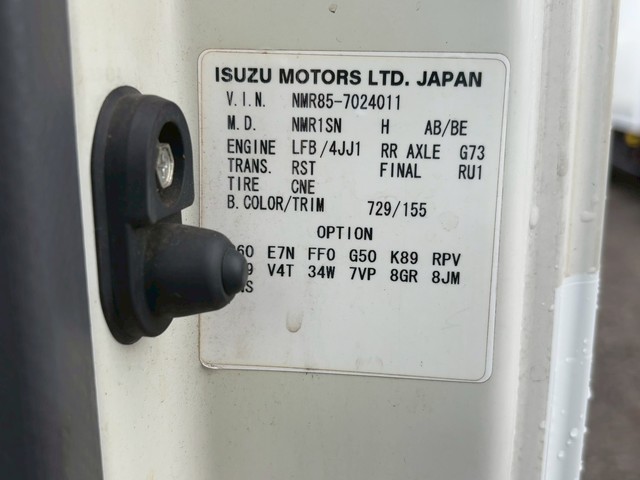 ISUZU MOTORS LTD. JAPAN
V.I.N. NMR85-7024011
M.D. NMR1SN H AB/BE
ENGINE LFB/4JJ1 RR AXLE G73
TRANS. RST FINAL RU1
TIRE CNE
B.COLOR/TRIM 729/155
OPTION
E7N FF0 G50 K89 RPV
V4T 34W 7VP 8GR 8JM